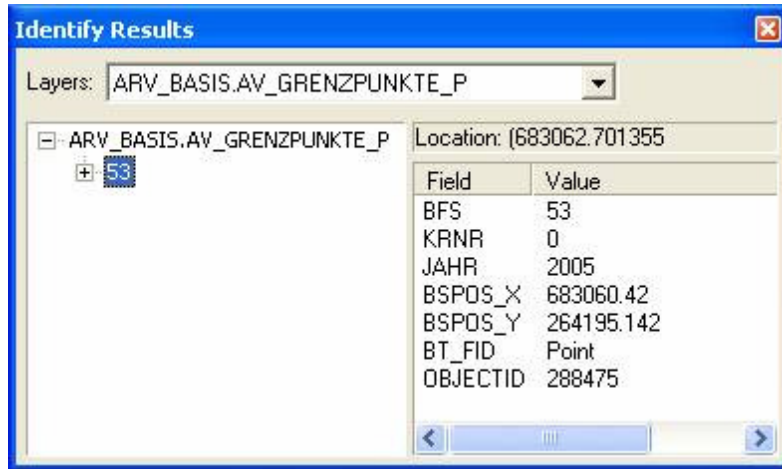 Identify Results
Layers: ARV_BASIS.AV_GRENZPUNKTE_P
ARV_BASIS.AV_GRENZPUNKTE_P
53
Location: (683062.701355
Field Value
BFS 53
KRNR 0
JAHR 2005
BSPOS_X 683060.42
BSPOS_Y 264195.142
BT_FID Point
OBJECTID 288475